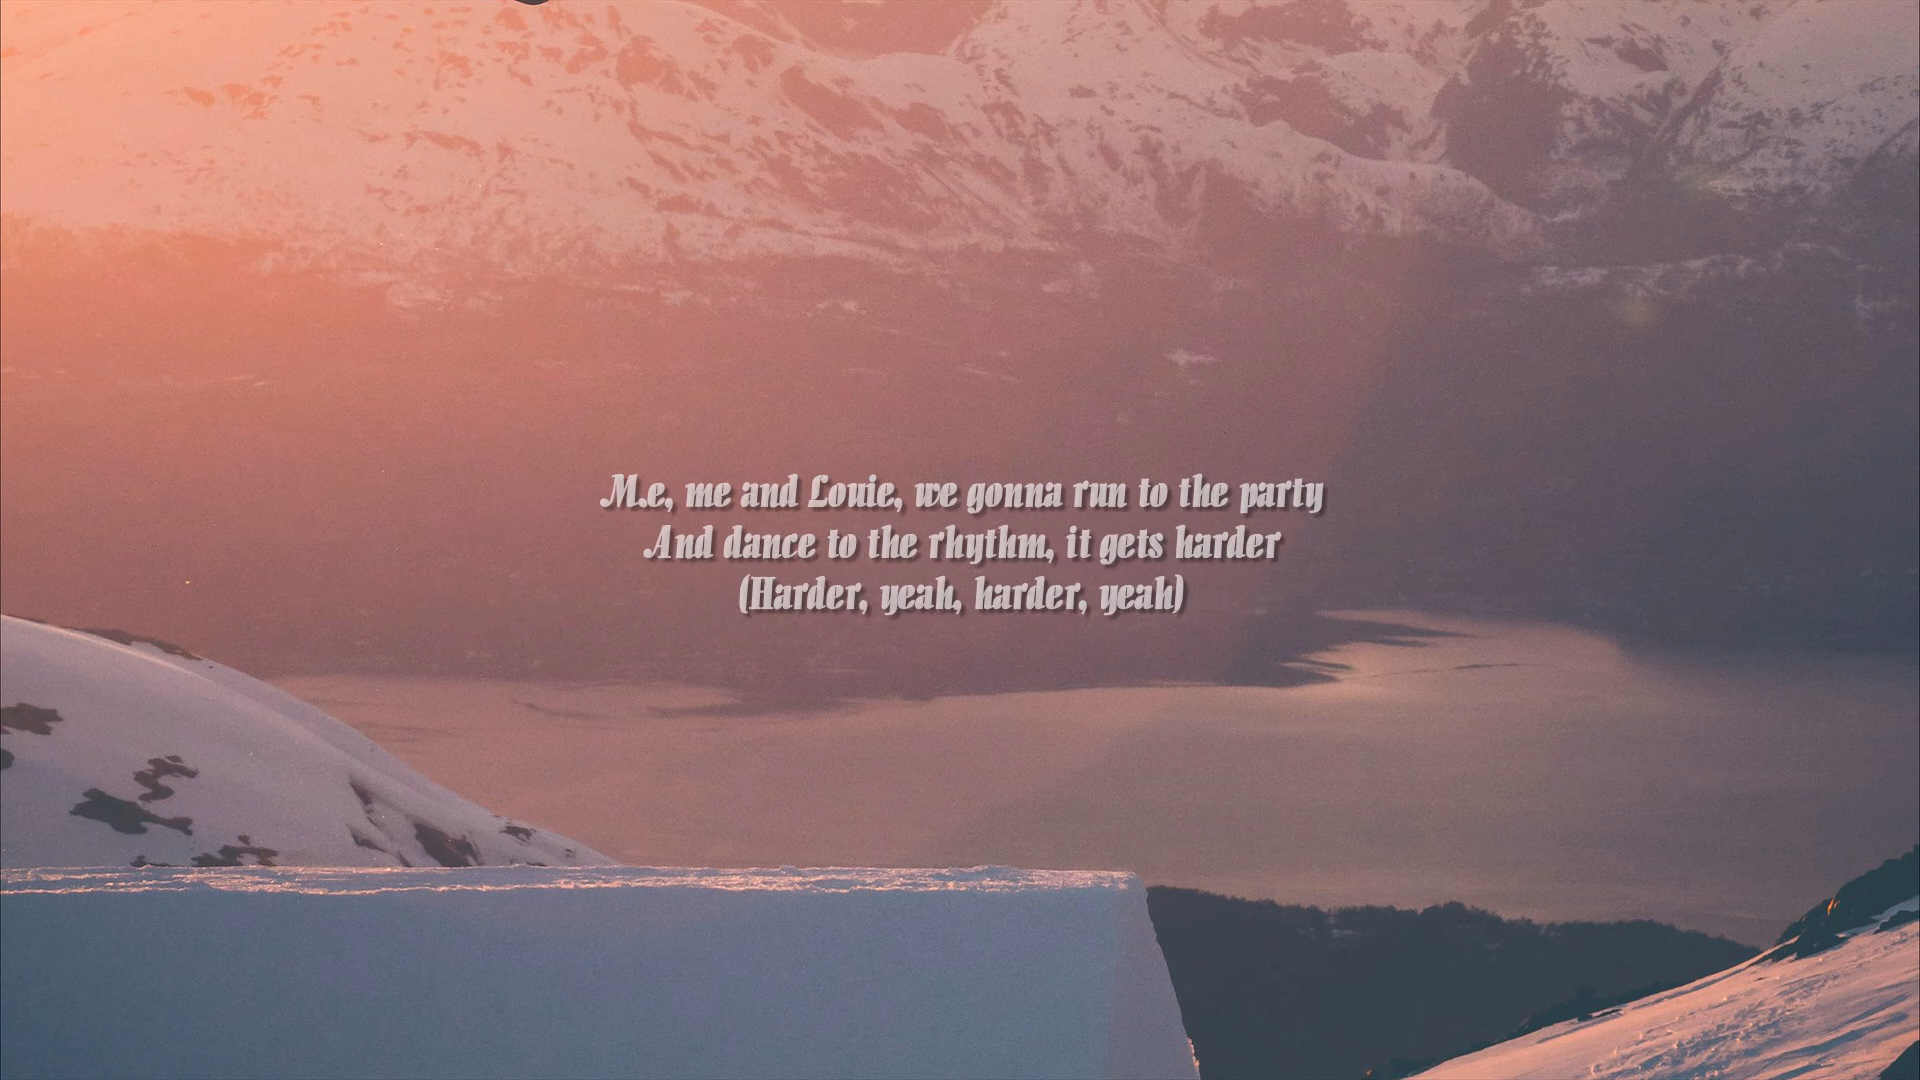 M.e, me and Louie, we gonna run to the party
And dance to the rhythm, it gets harder
(Harder, yeah, harder, yeah)